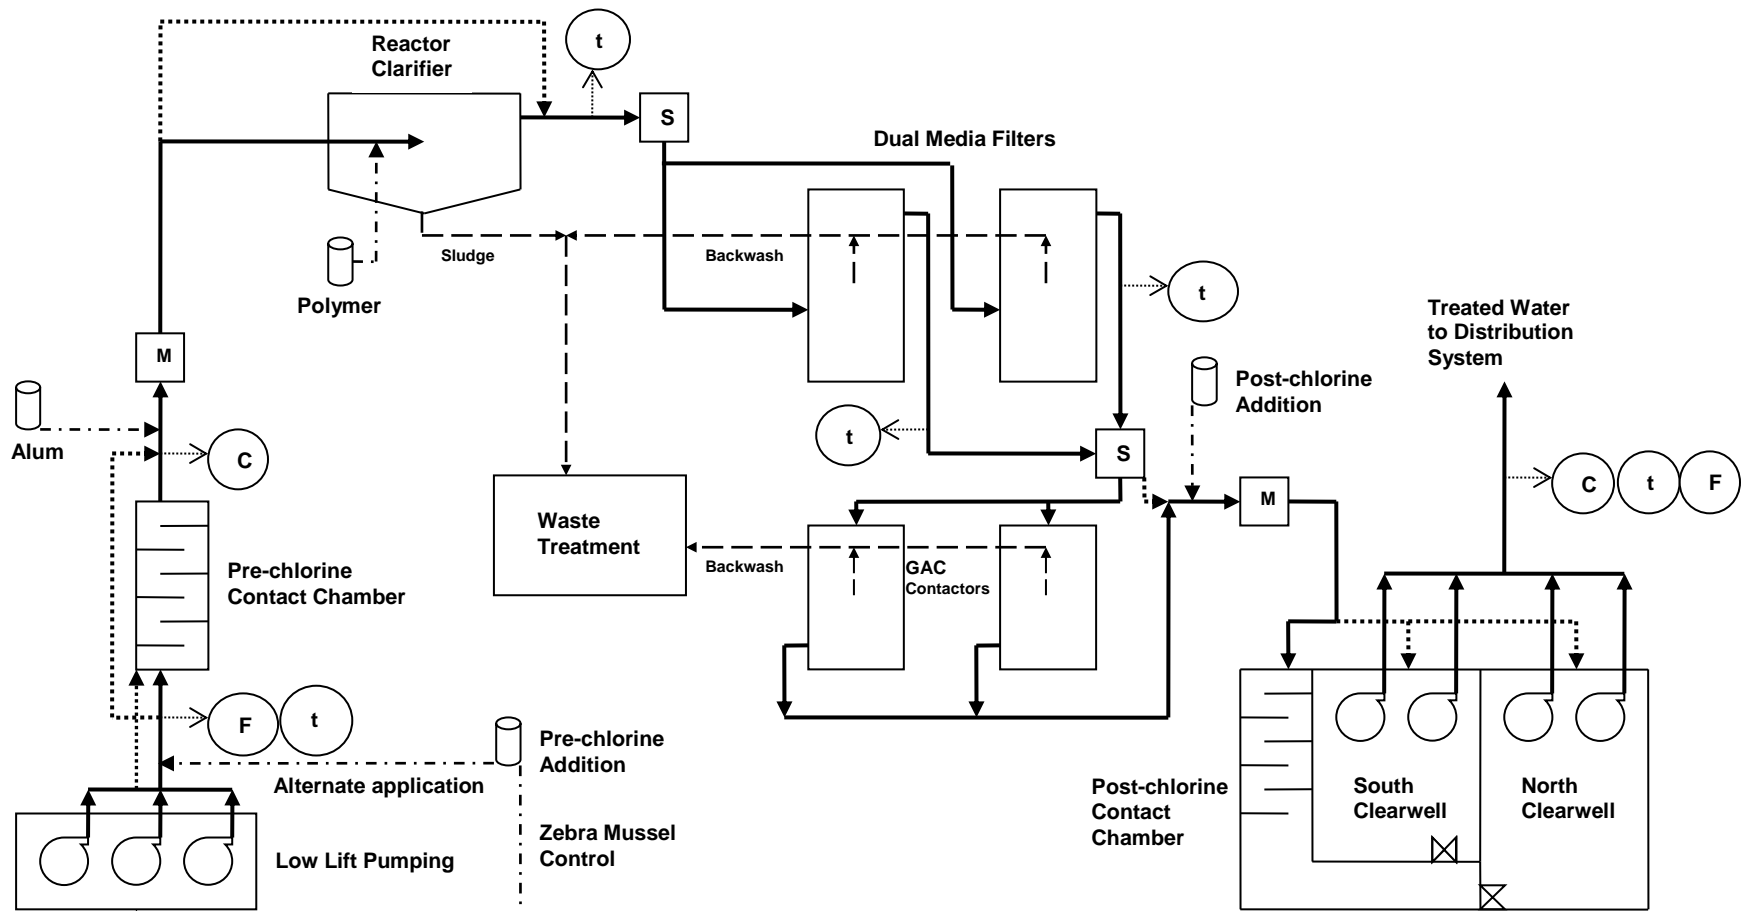 Reactor
Clarifier
t
S
Dual Media Filters
Sludge
Backwash
Polymer
t
Treated Water
to Distribution
System
M
Alum
C
Post-chlorine
Addition
t
S
M
C
t
F
Waste
Treatment
Backwash
GAC
Contactors
Pre-chlorine
Contact Chamber
F
t
Pre-chlorine
Addition
Alternate application
Zebra Mussel
Control
Low Lift Pumping
Post-chlorine
Contact
Chamber
South
Clearwell
North
Clearwell